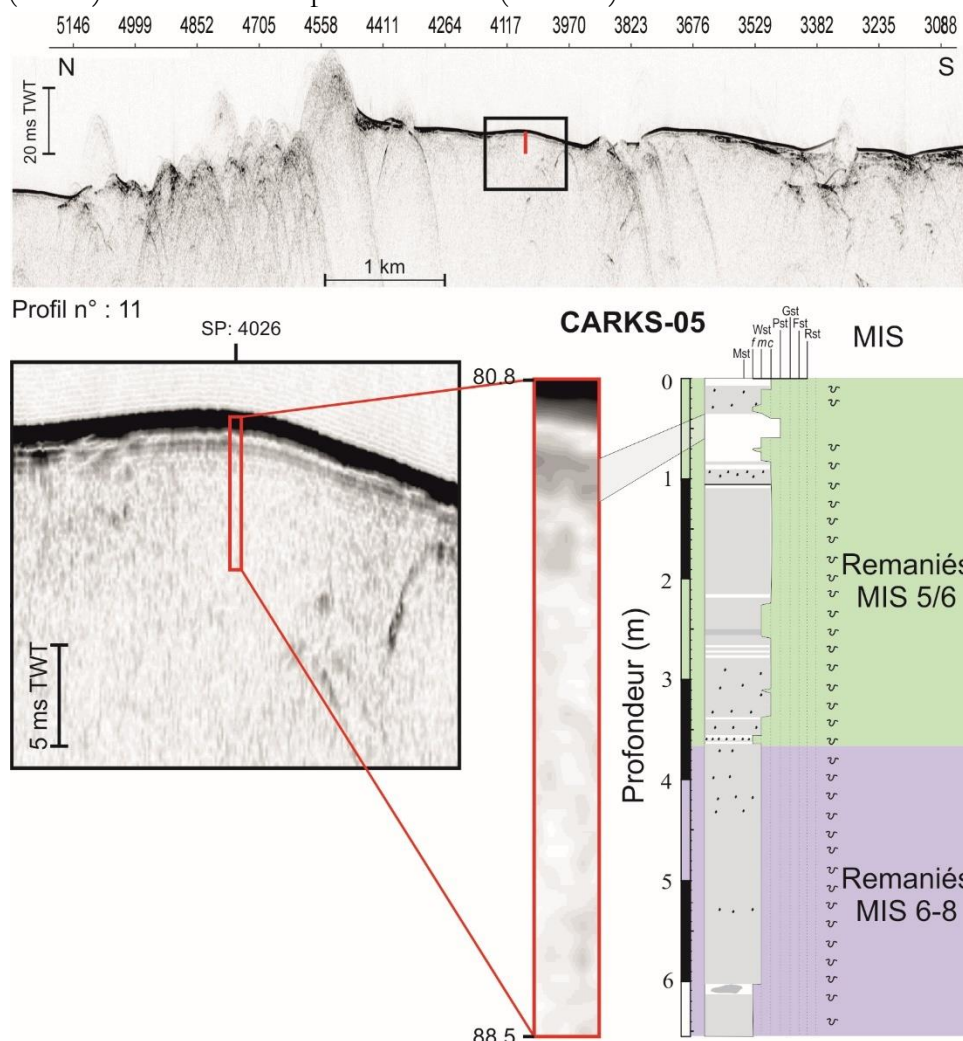 5146 4999 4852 4705 4558 4411 4264 4117 3970 3823 3676 3529 3382 3235 3088
N S
20 ms TWT
1 km
Profil n° : 11
SP: 4026
5 ms TWT
CARKS-05
80.8
88.5
Gst
Wst Pst Fst
f mc Rst
Mst
MIS
Profondeur (m)
0
1
2
3
4
5
6
Remaniés
MIS 5/6
Remaniés
MIS 6-8